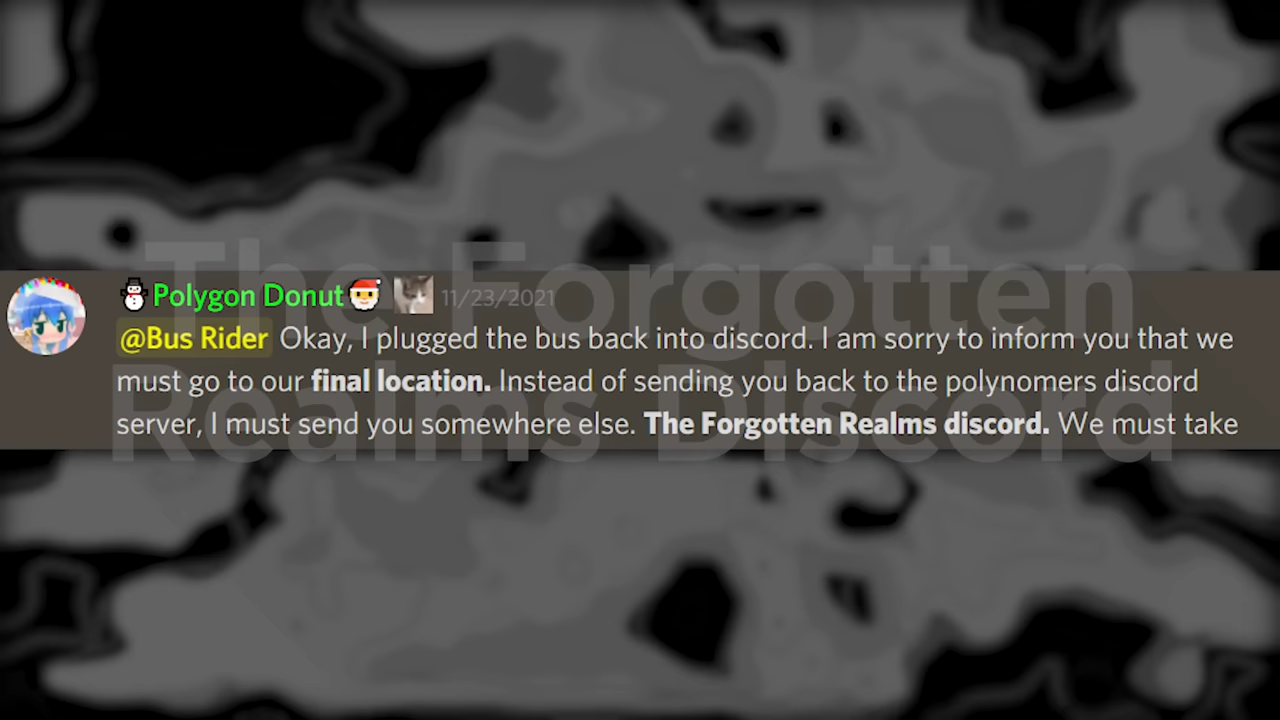 The Forgotten
Realms Discord
Polygon Donut 11/23/2021
@Bus Rider Okay, I plugged the bus back into discord. I am sorry to inform you that we
must go to our final location. Instead of sending you back to the polynomers discord
server, I must send you somewhere else. The Forgotten Realms discord. We must take